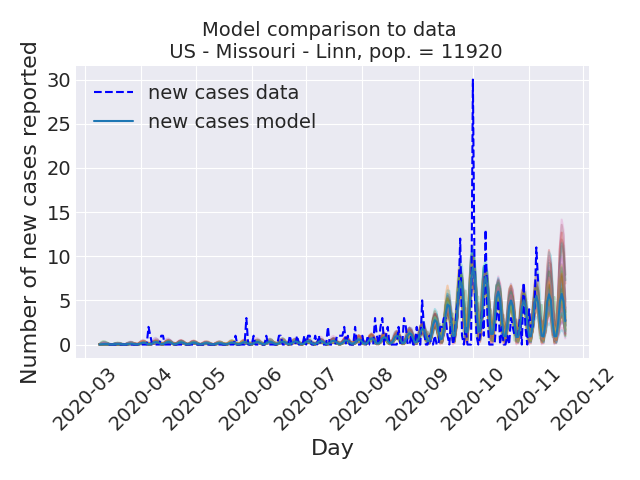 Model comparison to data
US - Missouri - Linn, pop. = 11920
Number of new cases reported
30
25
20
15
10
5
0
new cases data
new cases model
2020-03
2020-04
2020-05
2020-06
2020-07
2020-08
2020-09
2020-10
2020-11
2020-12
Day